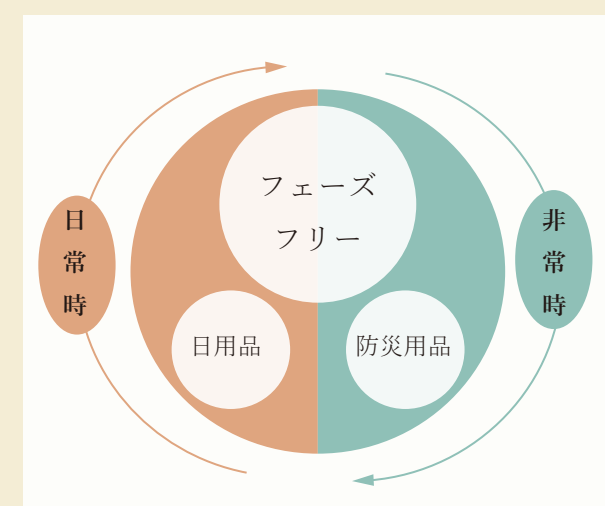 フェーズ
フリー
日常時
非常時
日用品
防災用品